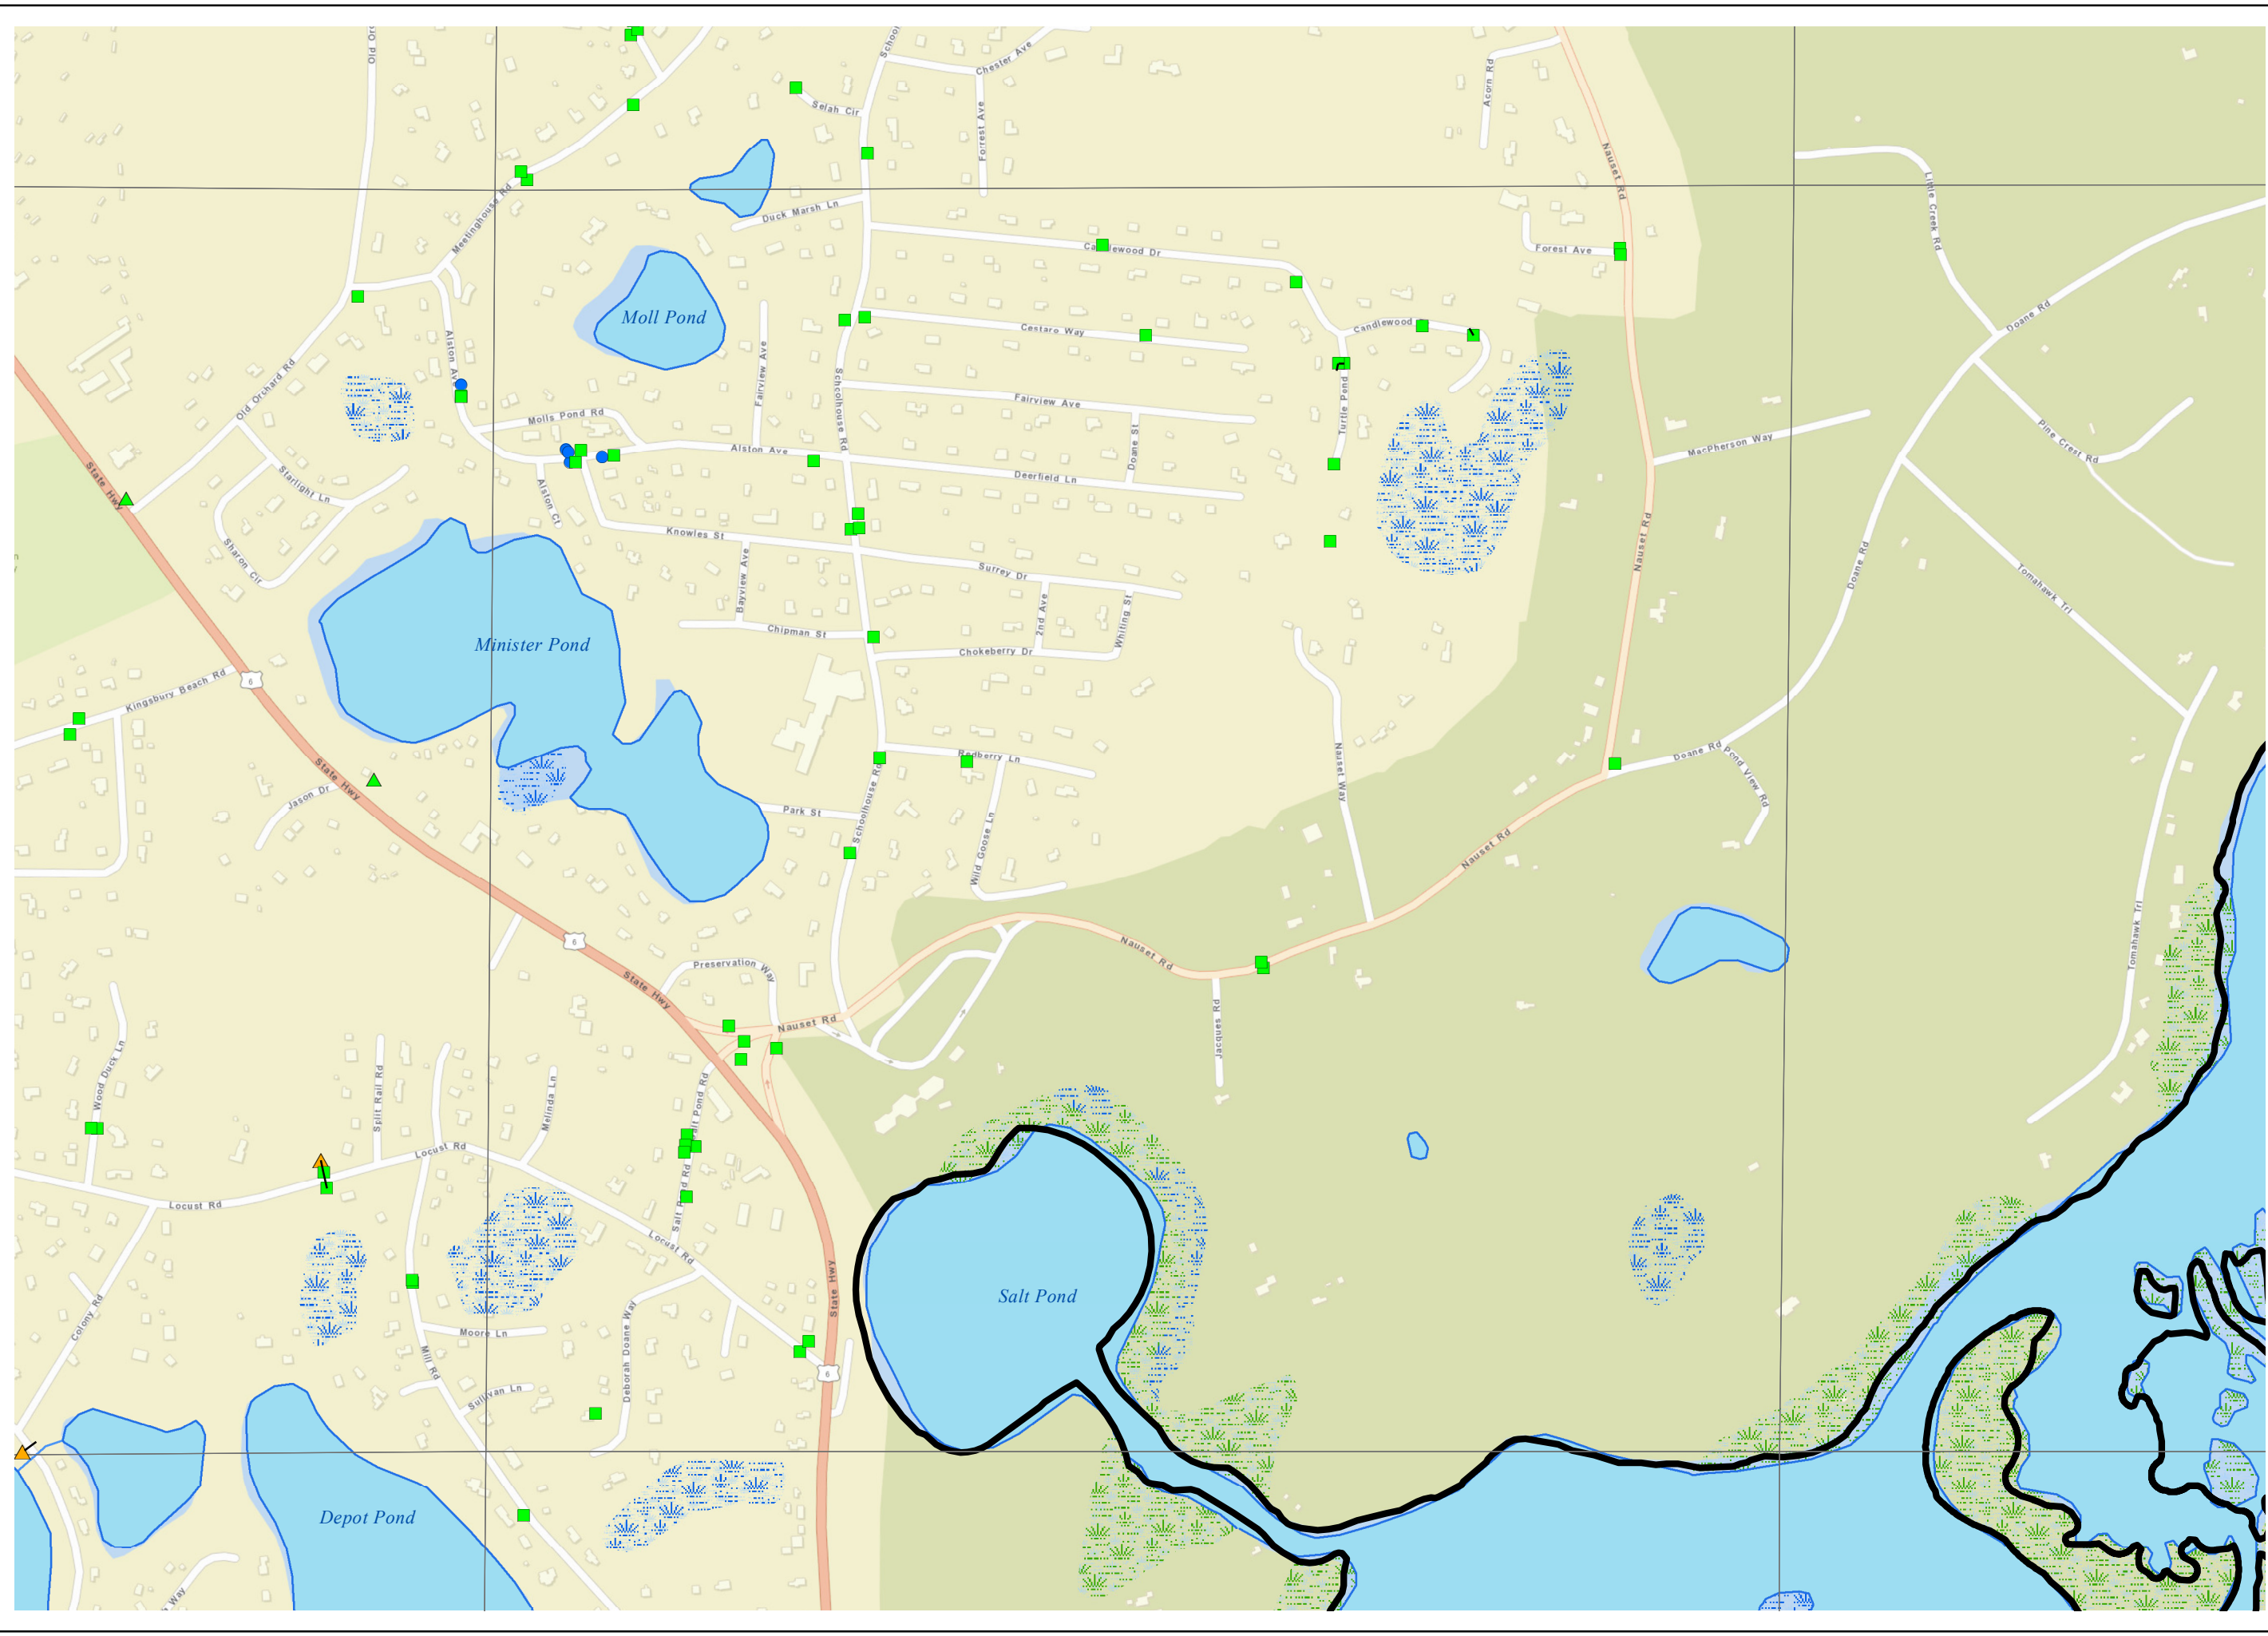 Old Orc
Schoo
Chester Ave
Acorn Rd
Selah Cir
Forrest Ave
Nauset Rd
Little Creek Rd
Meetinghouse Rd
Duck Marsh Ln
Candlewood Dr
Forest Ave
Moll Pond
Doane Rd
Alston Ave
Fairview Ave
Cestaro Way
Candlewood
Old Orchard Rd
Schoolhouse Rd
Fairview Ave
Turtle Pond
Molls Pond Rd
Doane St
MacPherson Way
Pine Crest Rd
Alston Ave
Deerfield Ln
State Hwy
Starlight Ln
Alston Ct
Knowles St
Nauset Rd
Sharon Cir
Surrey Dr
Doane Rd
Tomahawk Trl
Bayview Ave
2nd Ave
Whiting St
Chipman St
Minister Pond
Chokeberry Dr
Kingsbury Beach Rd
6
Redberry Ln
Doane Rd
Pond View Rd
State Hwy
Jason Dr
Nauset Way
Park St
Schoolhouse Rd
Wild Goose Ln
Nauset Rd
6
Nauset Rd
Tomahawk Trl
Preservation Way
State Hwy
Nauset Rd
Jacques Rd
Wood Duck Ln
Split Rail Rd
Melinda Ln
Salt Pond Rd
Locust Rd
Locust Rd
Salt Pond Rd
Locust Rd
State Hwy
Salt Pond
Colony Rd
Moore Ln
Mill Rd
Deborah Doane Way
6
Sullivan Ln
Depot Pond
Way